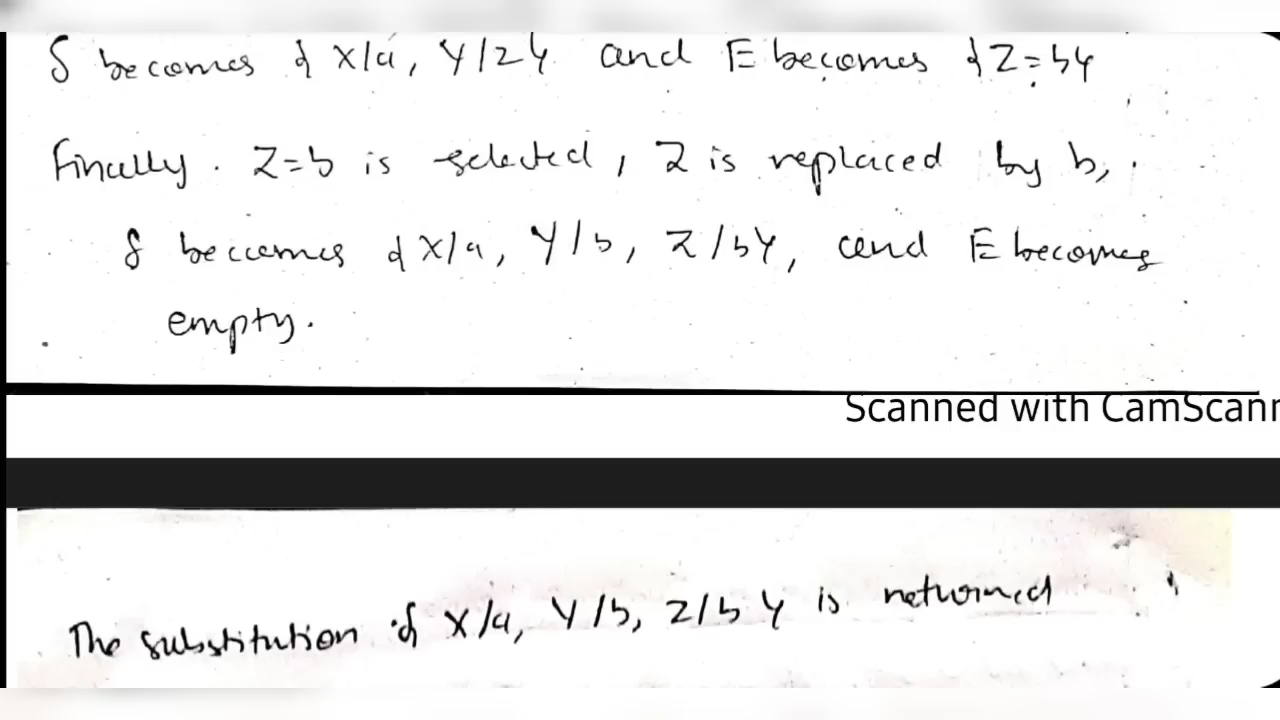 S becomes {X/a, Y/Z} and E becomes {Z=b}
Finally. Z=b is selected, Z is replaced by b,
S becomes {X/a, Y/b, Z/b}, and E becomes
empty.
Scanned with CamScann
The substitution {X/a, Y/b, Z/b} is returned